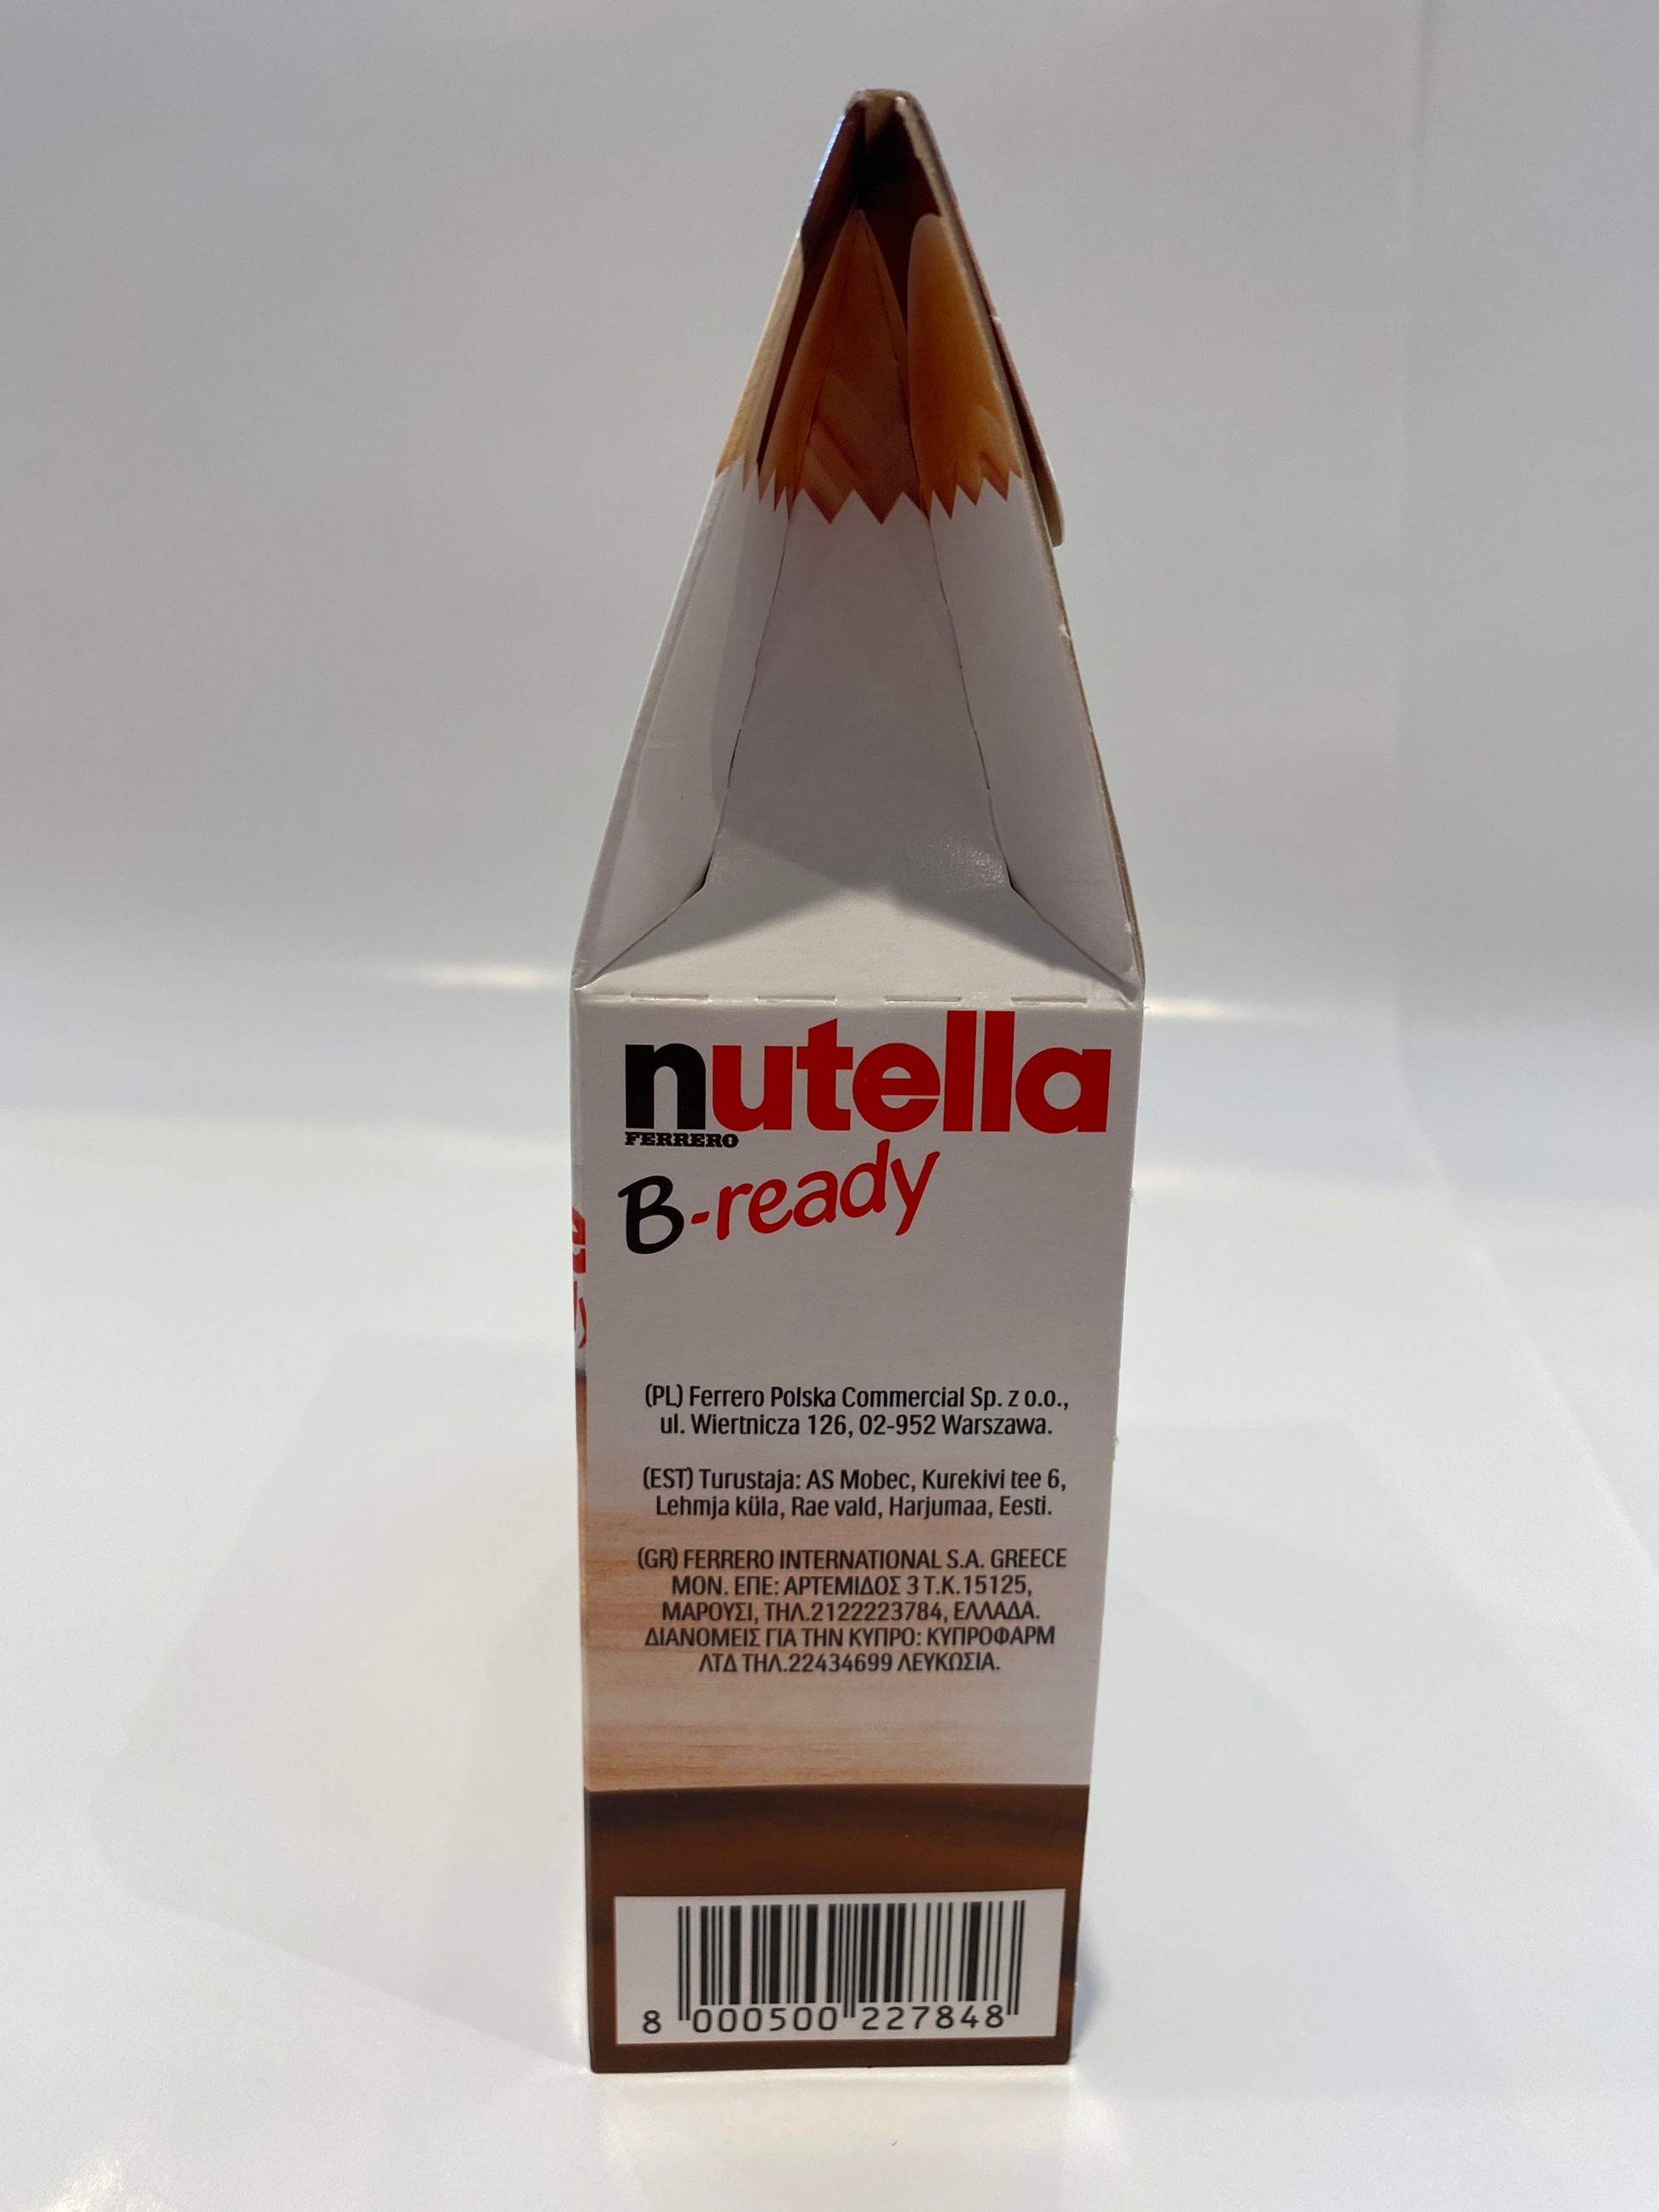 nutella
FERRERO
B-ready
(PL) Ferrero Polska Commercial Sp. z o.o.,
ul. Wiertnicza 126, 02-952 Warszawa.
(EST) Turustaja: AS Mobec, Kurekivi tee 6,
Lehmja küla, Rae vald, Harjumaa, Eesti.
(GR) FERRERO INTERNATIONAL S.A. GREECE
ΜΟΝ. ΕΠΕ: ΑΡΤΕΜΙΔΟΣ 3 Τ.Κ.15125,
ΜΑΡΟΥΣΙ, ΤΗΛ.2122223784, ΕΛΛΑΔΑ.
ΔΙΑΝΟΜΕΙΣ ΓΙΑ ΤΗΝ ΚΥΠΡΟ: ΚΥΠΡΟΦΑΡΜ
ΛΤΔ ΤΗΛ.22434699 ΛΕΥΚΩΣΙΑ.
8 000500 227848